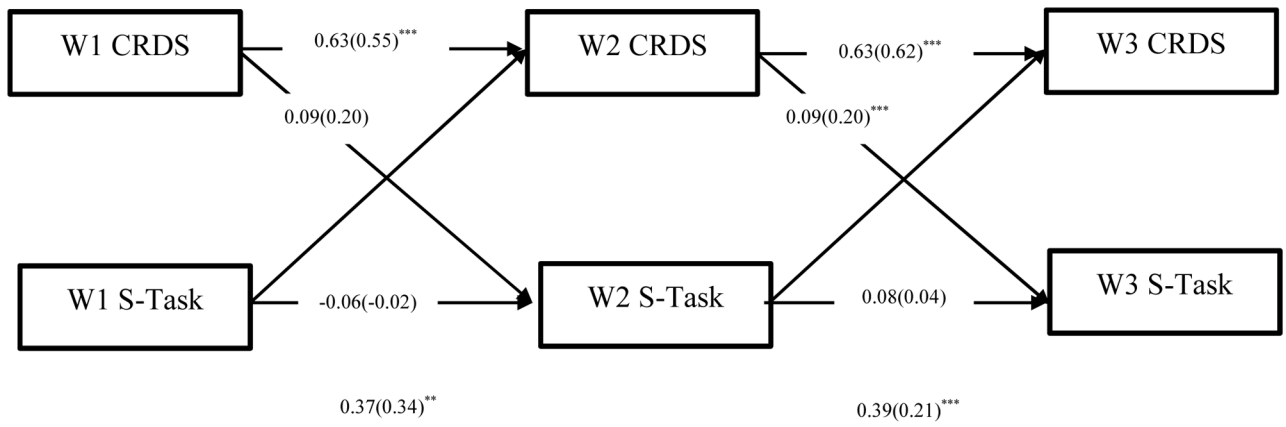 W1 CRDS
0.63(0.55)***
W2 CRDS
0.63(0.62)***
W3 CRDS
0.09(0.20)
0.09(0.20)***
W1 S-Task
-0.06(-0.02)
W2 S-Task
0.08(0.04)
W3 S-Task
0.37(0.34)**
0.39(0.21)***